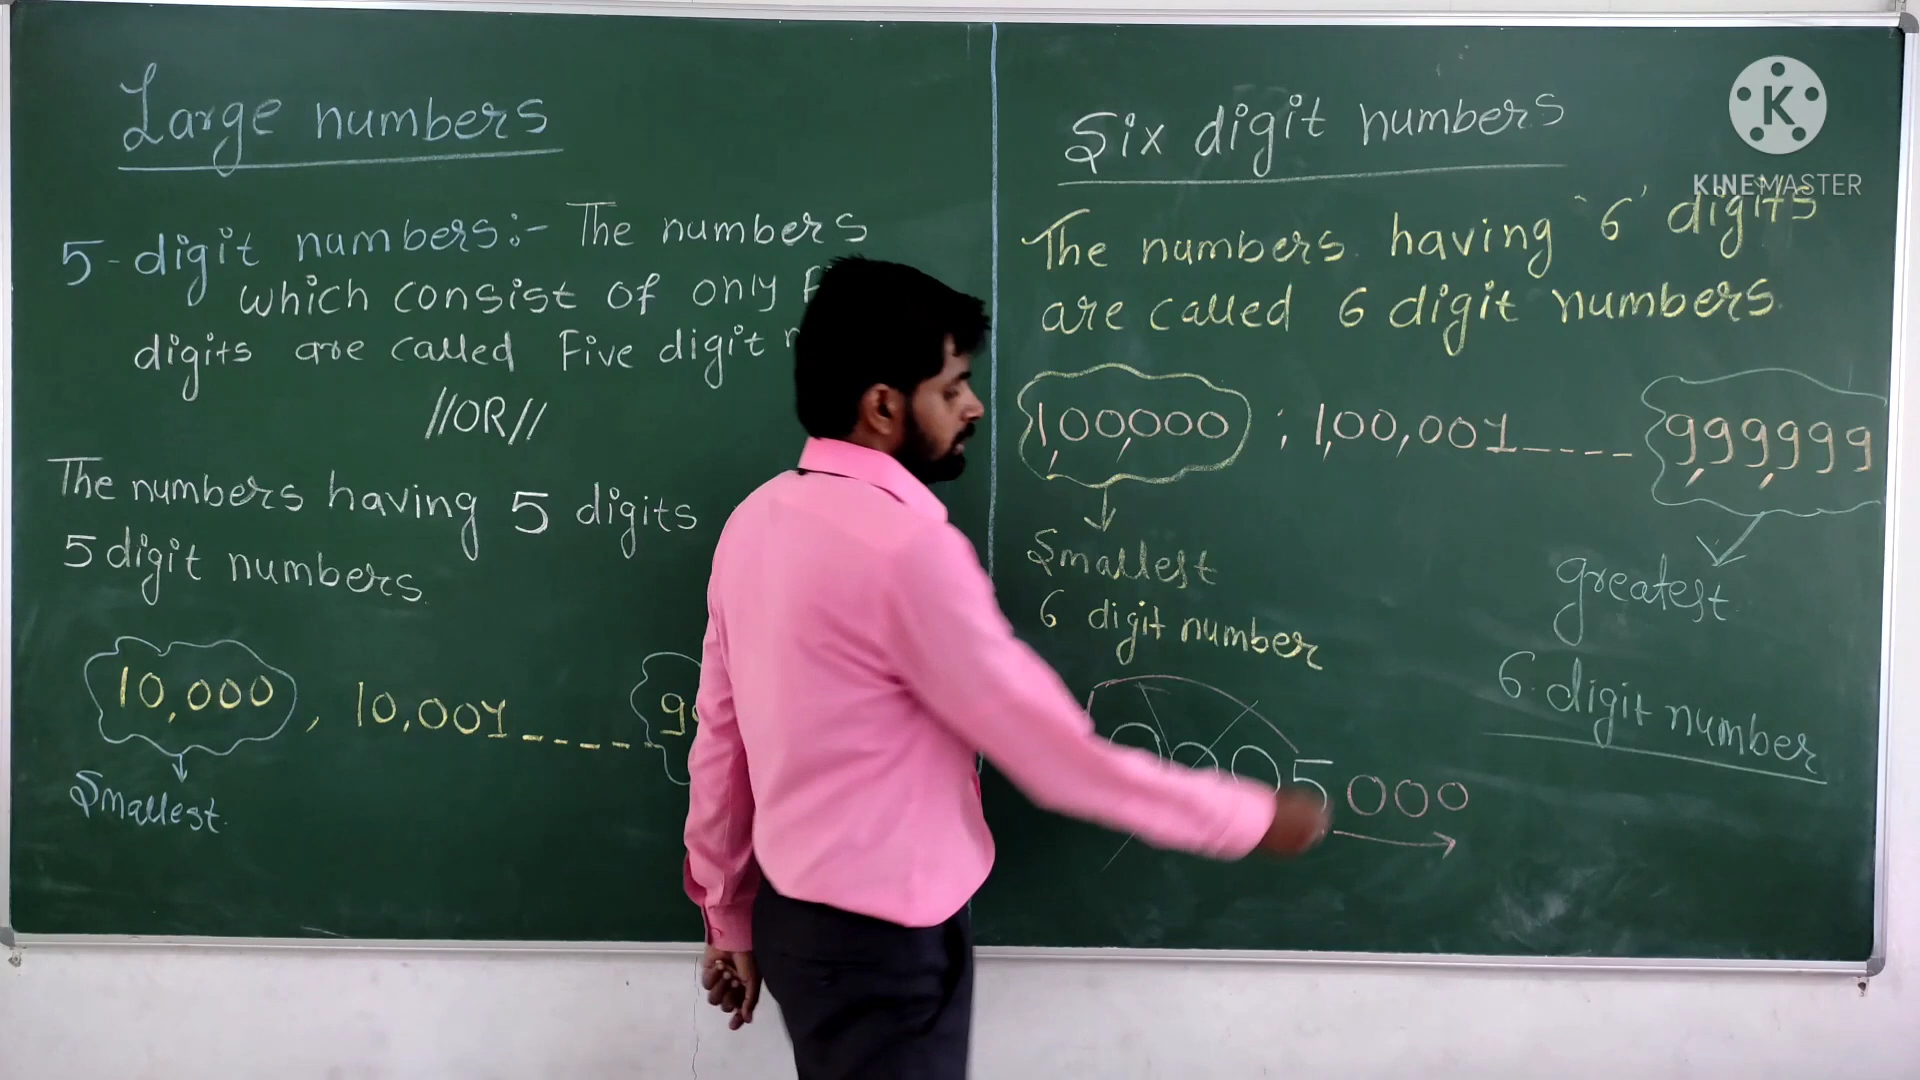 Large numbers
5-digit numbers:- The numbers
which consist of only
digits are called Five digit
//OR//
The numbers having 5 digits
5 digit numbers.
10,000 , 10,001 _ _ _ _ _
Smallest.
Six digit numbers
The numbers having '6' digits
are called 6 digit numbers.
1,00,000 ; 1,00,001 _ _ _ _ 9,99,999
Smallest
6 digit number
greatest
6 digit number
0005000
K
KINEMASTER